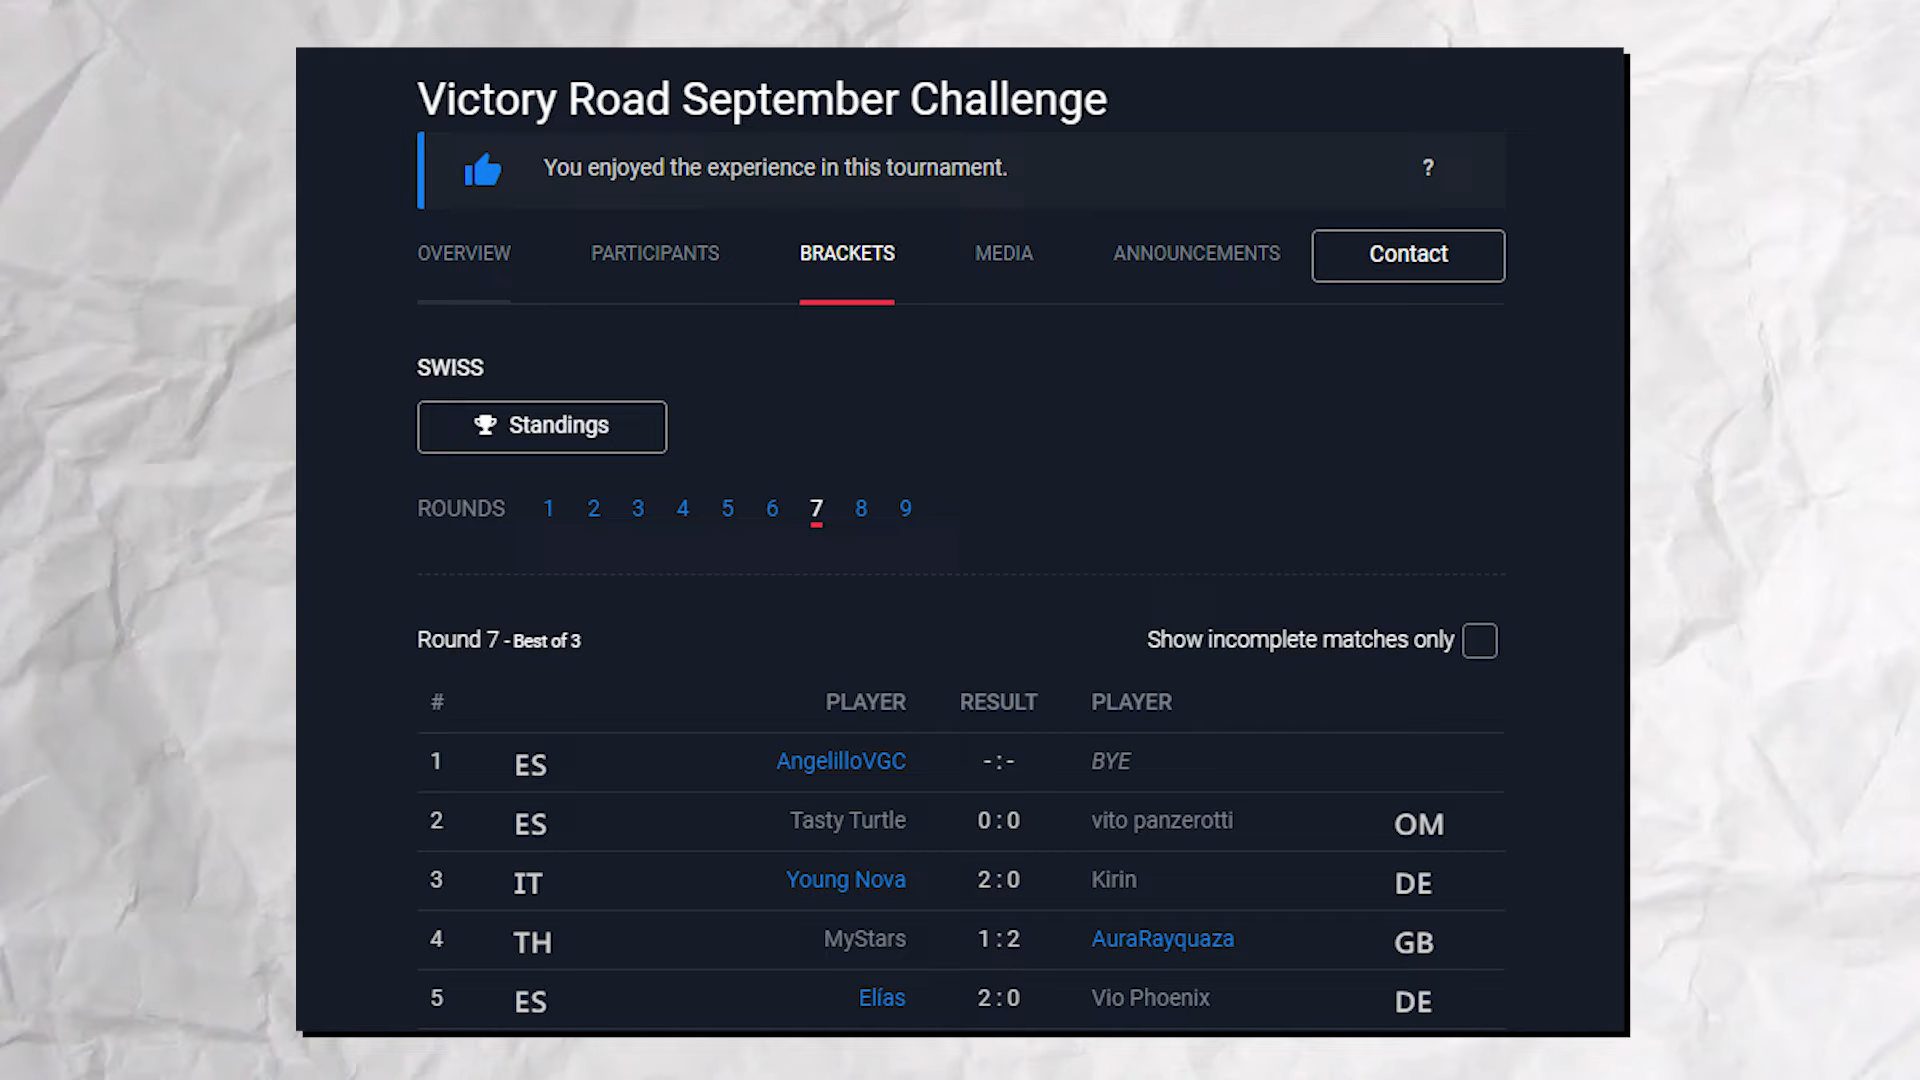 Victory Road September Challenge
You enjoyed the experience in this tournament. ?
OVERVIEW PARTICIPANTS BRACKETS MEDIA ANNOUNCEMENTS Contact
SWISS
Standings
ROUNDS 1 2 3 4 5 6 7 8 9
Round 7 - Best of 3 Show incomplete matches only
# PLAYER RESULT PLAYER
1 ES AngelilloVGC -:- BYE
2 ES Tasty Turtle 0:0 vito panzerotti OM
3 IT Young Nova 2:0 Kirin DE
4 TH MyStars 1:2 AuraRayquaza GB
5 ES Elías 2:0 Vio Phoenix DE